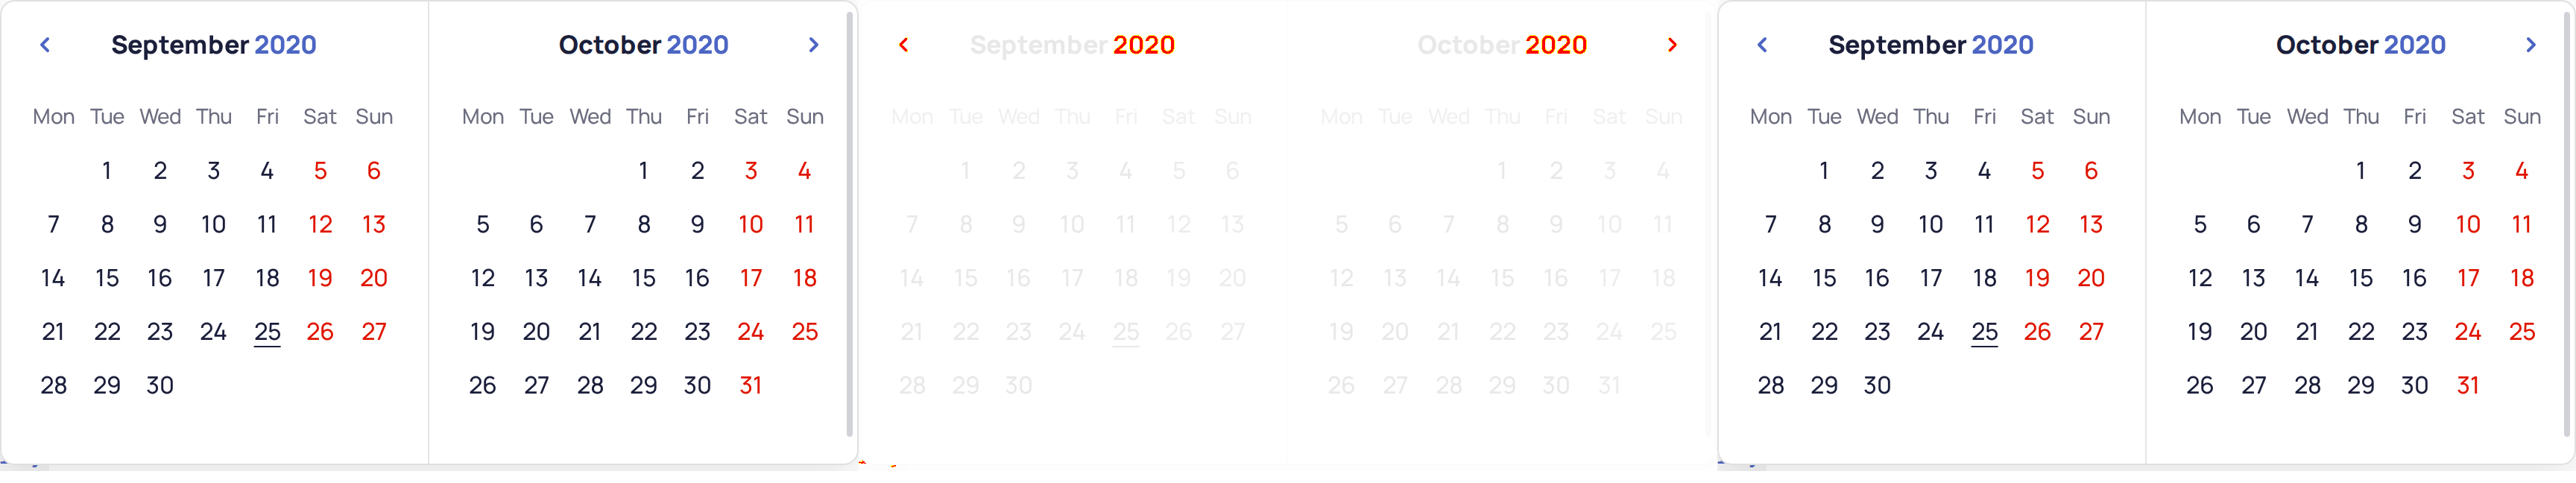 September 2020 October 2020 September 2020 October 2020 September 2020 October 2020
Mon Tue Wed Thu Fri Sat Sun Mon Tue Wed Thu Fri Sat Sun Mon Tue Wed Thu Fri Sat Sun Mon Tue Wed Thu Fri Sat Sun Mon Tue Wed Thu Fri Sat Sun Mon Tue Wed Thu Fri Sat Sun
1 2 3 4 5 6 1 2 3 4 1 2 3 4 5 6 1 2 3 4 1 2 3 4 5 6 1 2 3 4
7 8 9 10 11 12 13 5 6 7 8 9 10 11 7 8 9 10 11 12 13 5 6 7 8 9 10 11 7 8 9 10 11 12 13 5 6 7 8 9 10 11
14 15 16 17 18 19 20 12 13 14 15 16 17 18 14 15 16 17 18 19 20 12 13 14 15 16 17 18 14 15 16 17 18 19 20 12 13 14 15 16 17 18
21 22 23 24 25 26 27 19 20 21 22 23 24 25 21 22 23 24 25 26 27 19 20 21 22 23 24 25 21 22 23 24 25 26 27 19 20 21 22 23 24 25
28 29 30 26 27 28 29 30 31 28 29 30 26 27 28 29 30 31 28 29 30 26 27 28 29 30 31